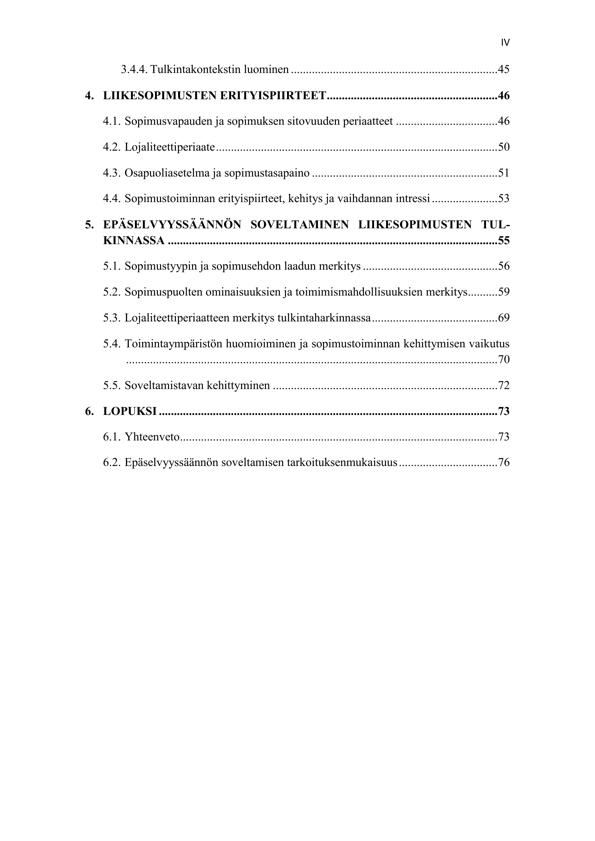 IV
3.4.4. Tulkintakontekstin luominen .....................................................................45
4. LIIKESOPIMUSTEN ERITYISPIIRTEET.........................................................46
4.1. Sopimusvapauden ja sopimuksen sitovuuden periaatteet ..................................46
4.2. Lojaliteettiperiaate..............................................................................................50
4.3. Osapuoliasetelma ja sopimustasapaino ..............................................................51
4.4. Sopimustoiminnan erityispiirteet, kehitys ja vaihdannan intressi ......................53
5. EPÄSELVYYSSÄÄNNÖN SOVELTAMINEN LIIKESOPIMUSTEN TUL-
KINNASSA ..............................................................................................................55
5.1. Sopimustyypin ja sopimusehdon laadun merkitys .............................................56
5.2. Sopimuspuolten ominaisuuksien ja toimimismahdollisuuksien merkitys..........59
5.3. Lojaliteettiperiaatteen merkitys tulkintaharkinnassa..........................................69
5.4. Toimintaympäristön huomioiminen ja sopimustoiminnan kehittymisen vaikutus
............................................................................................................................70
5.5. Soveltamistavan kehittyminen ...........................................................................72
6. LOPUKSI .................................................................................................................73
6.1. Yhteenveto..........................................................................................................73
6.2. Epäselvyyssäännön soveltamisen tarkoituksenmukaisuus.................................76